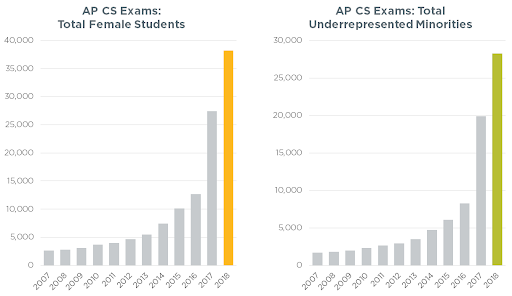 AP CS Exams:
Total Female Students
40,000
35,000
30,000
25,000
20,000
15,000
10,000
5,000
0
2007 2008 2009 2010 2011 2012 2013 2014 2015 2016 2017 2018
AP CS Exams: Total
Underrepresented Minorities
30,000
25,000
20,000
15,000
10,000
5,000
0
2007 2008 2009 2010 2011 2012 2013 2014 2015 2016 2017 2018